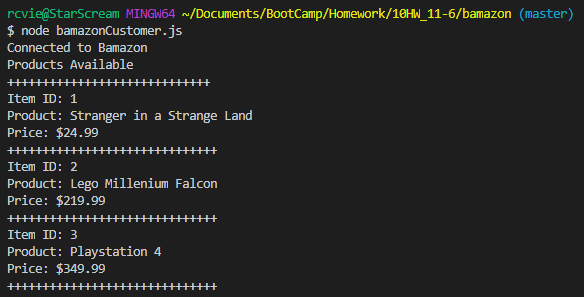 rcvie@StarScream MINGW64 ~/Documents/BootCamp/Homework/10HW_11-6/bamazon (master)
$ node bamazonCustomer.js
Connected to Bamazon
Products Available
+++++++++++++++++++++++++++++
Item ID: 1
Product: Stranger in a Strange Land
Price: $24.99
++++++++++++++++++++++++++++++
Item ID: 2
Product: Lego Millenium Falcon
Price: $219.99
++++++++++++++++++++++++++++++
Item ID: 3
Product: Playstation 4
Price: $349.99
++++++++++++++++++++++++++++++